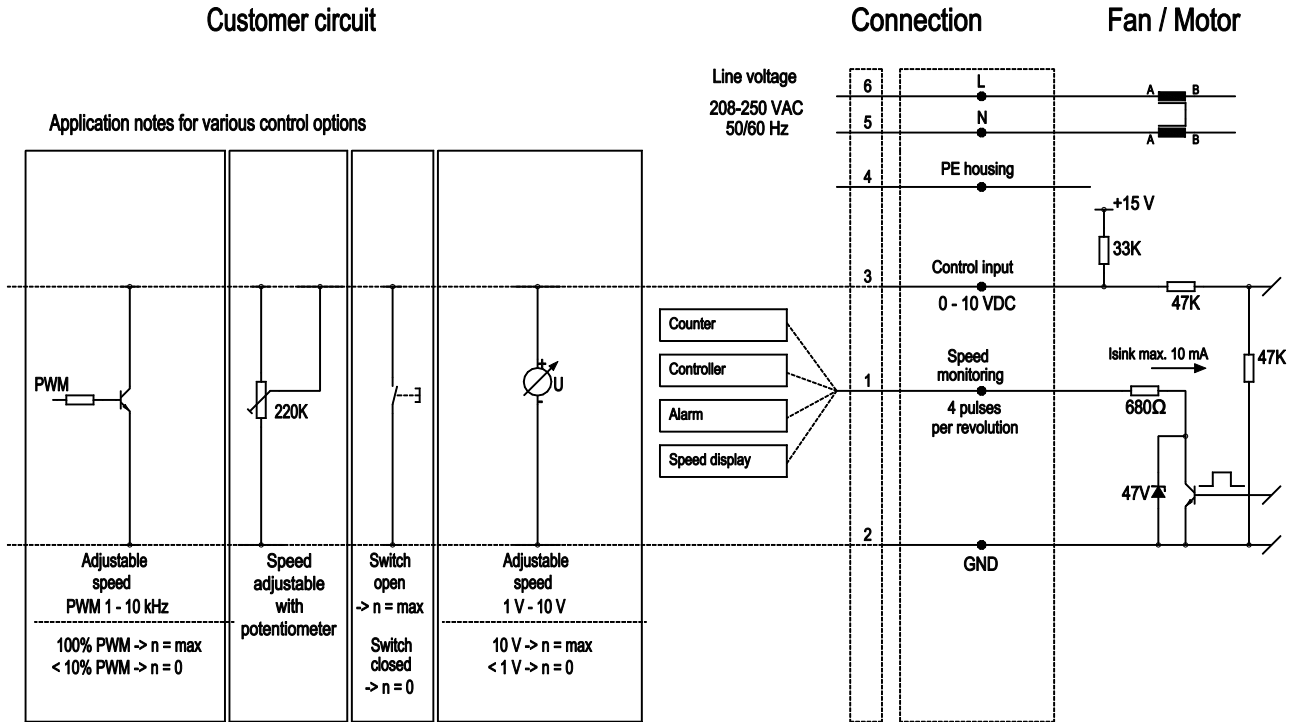 Customer circuit
Connection
Fan / Motor
Line voltage
208-250 VAC
50/60 Hz
6
L
A
B
5
N
A
B
Application notes for various control options
4
PE housing
+15 V
33K
3
Control input
0 - 10 VDC
47K
47K
Counter
Controller
Alarm
Speed display
1
Speed
monitoring
4 pulses
per revolution
Isink max. 10 mA
680Ω
47V
2
GND
PWM
220K
+
U
-
Adjustable
speed
PWM 1 - 10 kHz
100% PWM -> n = max
< 10% PWM -> n = 0
Speed
adjustable
with
potentiometer
Switch
open
-> n = max
Switch
closed
-> n = 0
Adjustable
speed
1 V - 10 V
10 V -> n = max
< 1 V -> n = 0